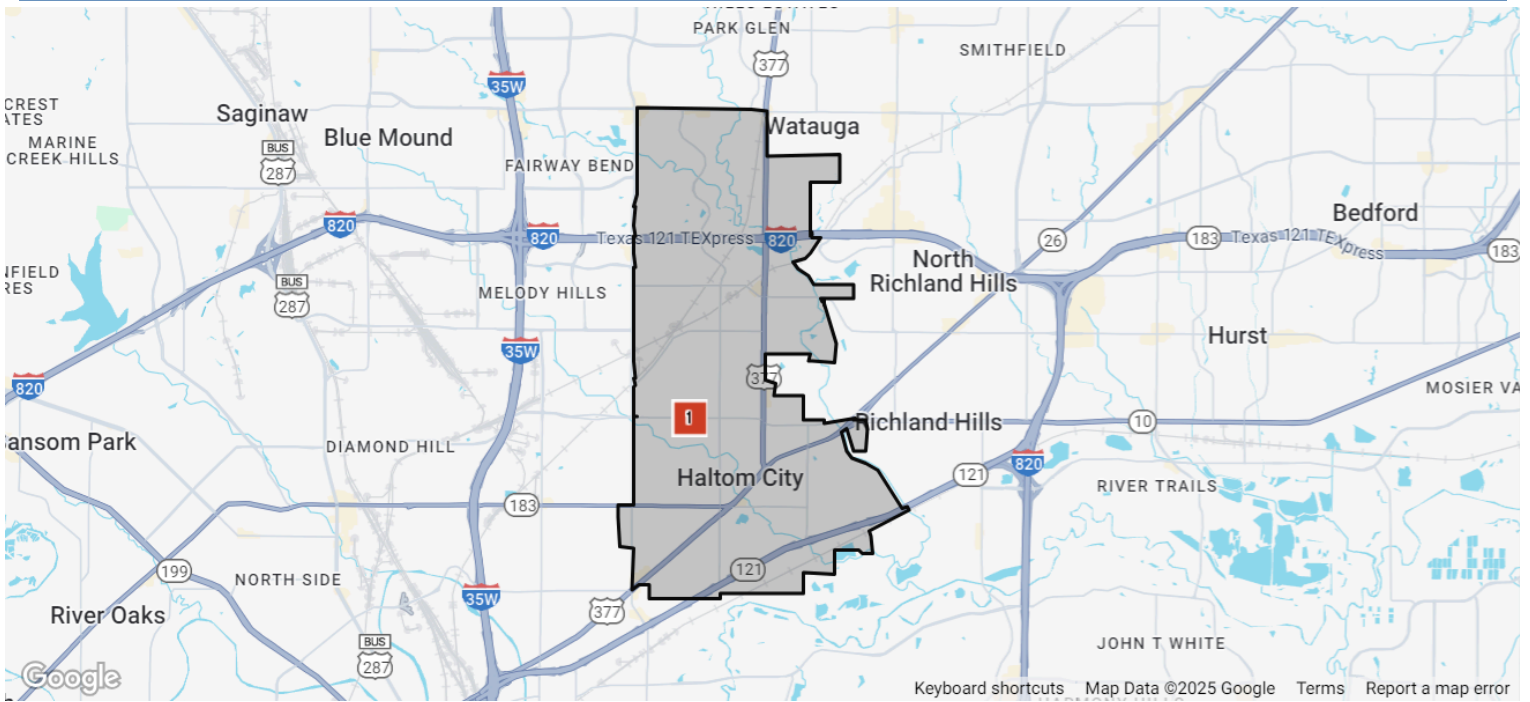 PARK GLEN
SMITHFIELD
377
35W
CREST
ATES
Saginaw
Blue Mound
Watauga
MARINE
CREEK HILLS
BUS
287
FAIRWAY BEND
820
820
Texas 121 TEXpress
820
26
183
Texas 121 TEXpress
Bedford
183
NFIELD
RES
BUS
287
MELODY HILLS
North
Richland Hills
35W
Hurst
820
377
MOSIER VA
1
Richland Hills
10
ansom Park
DIAMOND HILL
Haltom City
820
121
RIVER TRAILS
183
199
NORTH SIDE
121
35W
377
River Oaks
BUS
287
JOHN T WHITE
Google
Keyboard shortcuts
Map Data ©2025 Google
Terms
Report a map error